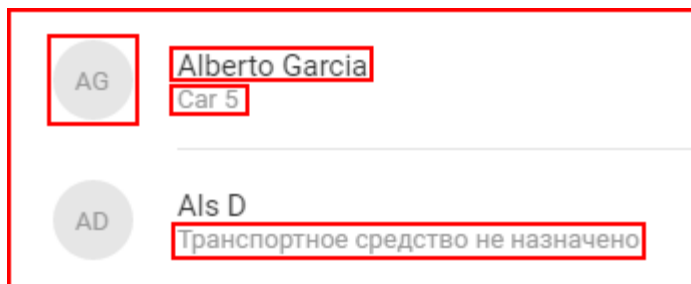 AG
Alberto Garcia
Car 5
AD
Als D
Транспортное средство не назначено